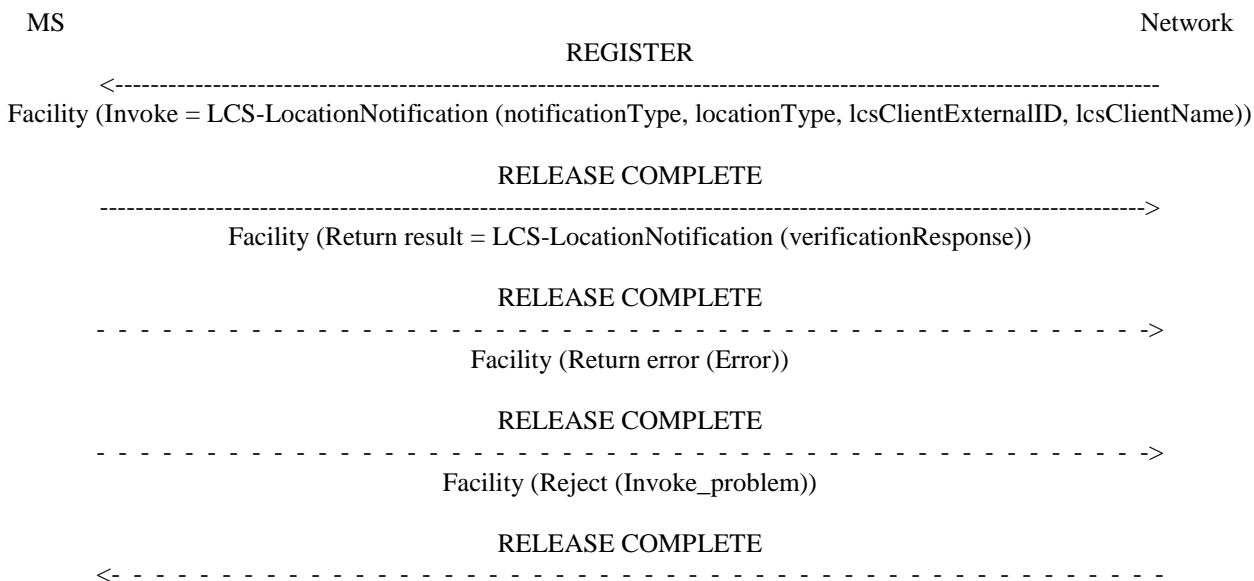 MS Network
REGISTER
<------------------------------------------------------------------------------------------------------------------------
Facility (Invoke = LCS-LocationNotification (notificationType, locationType, lcsClientExternalID, lcsClientName))
RELEASE COMPLETE
------------------------------------------------------------------------------------------------------------------------>
Facility (Return result = LCS-LocationNotification (verificationResponse))
RELEASE COMPLETE
- - - - - - - - - - - - - - - - - - - - - - - - - - - - - - - - - - - - - - - - - - - - - - - ->
Facility (Return error (Error))
RELEASE COMPLETE
- - - - - - - - - - - - - - - - - - - - - - - - - - - - - - - - - - - - - - - - - - - - - - - ->
Facility (Reject (Invoke_problem))
RELEASE COMPLETE
<- - - - - - - - - - - - - - - - - - - - - - - - - - - - - - - - - - - - - - - - - - - - - - - -